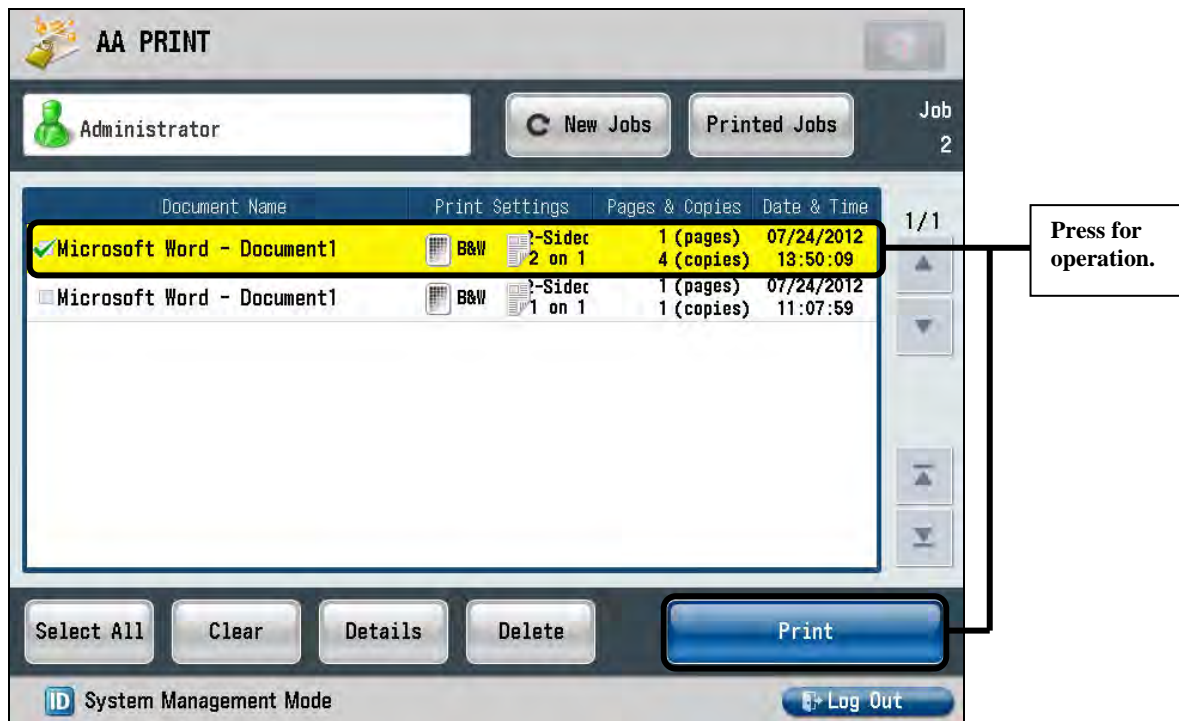 AA PRINT
Administrator
New Jobs
Printed Jobs
Job
2
Document Name Print Settings Pages & Copies Date & Time
1/1
Microsoft Word - Document1 B&W 2 on 1 1 (pages) 4 (copies) 07/24/2012 13:50:09
Microsoft Word - Document1 B&W 1 on 1 1 (pages) 1 (copies) 07/24/2012 11:07:59
Press for
operation.
Select All
Clear
Details
Delete
Print
ID System Management Mode
Log Out